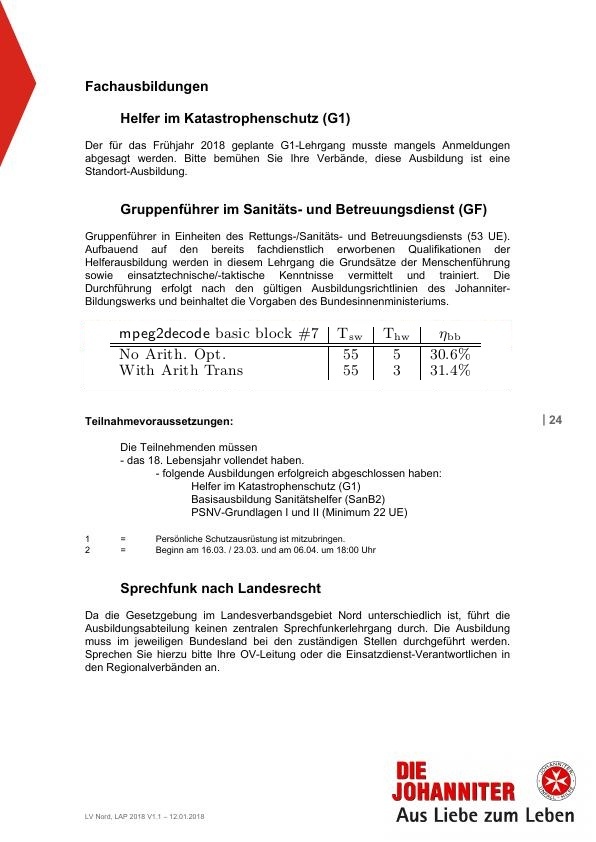 Fachausbildungen
Helfer im Katastrophenschutz (G1)
Der für das Frühjahr 2018 geplante G1-Lehrgang musste mangels Anmeldungen
abgesagt werden. Bitte bemühen Sie Ihre Verbände, diese Ausbildung ist eine
Standort-Ausbildung.
Gruppenführer im Sanitäts- und Betreuungsdienst (GF)
Gruppenführer in Einheiten des Rettungs-/Sanitäts- und Betreuungsdiensts (53 UE).
Aufbauend auf den bereits fachdienstlich erworbenen Qualifikationen der
Helferausbildung werden in diesem Lehrgang die Grundsätze der Menschenführung
sowie einsatztechnische/-taktische Kenntnisse vermittelt und trainiert. Die
Durchführung erfolgt nach den gültigen Ausbildungsrichtlinien des Johanniter-
Bildungswerks und beinhaltet die Vorgaben des Bundesinnenministeriums.
mpeg2decode basic block #7 Tsw Thw ηbb
No Arith. Opt. 55 5 30.6%
With Arith Trans 55 3 31.4%
Teilnahmevoraussetzungen:
| 24
Die Teilnehmenden müssen
- das 18. Lebensjahr vollendet haben.
- folgende Ausbildungen erfolgreich abgeschlossen haben:
Helfer im Katastrophenschutz (G1)
Basisausbildung Sanitätshelfer (SanB2)
PSNV-Grundlagen I und II (Minimum 22 UE)
1 = Persönliche Schutzausrüstung ist mitzubringen.
2 = Beginn am 16.03. / 23.03. und am 06.04. um 18:00 Uhr
Sprechfunk nach Landesrecht
Da die Gesetzgebung im Landesverbandsgebiet Nord unterschiedlich ist, führt die
Ausbildungsabteilung keinen zentralen Sprechfunkerlehrgang durch. Die Ausbildung
muss im jeweiligen Bundesland bei den zuständigen Stellen durchgeführt werden.
Sprechen Sie hierzu bitte Ihre OV-Leitung oder die Einsatzdienst-Verantwortlichen in
den Regionalverbänden an.
DIE
JOHANNITER
JOHANNITER
UNFALL-HILFE
Aus Liebe zum Leben
LV Nord, LAP 2018 V1.1 – 12.01.2018